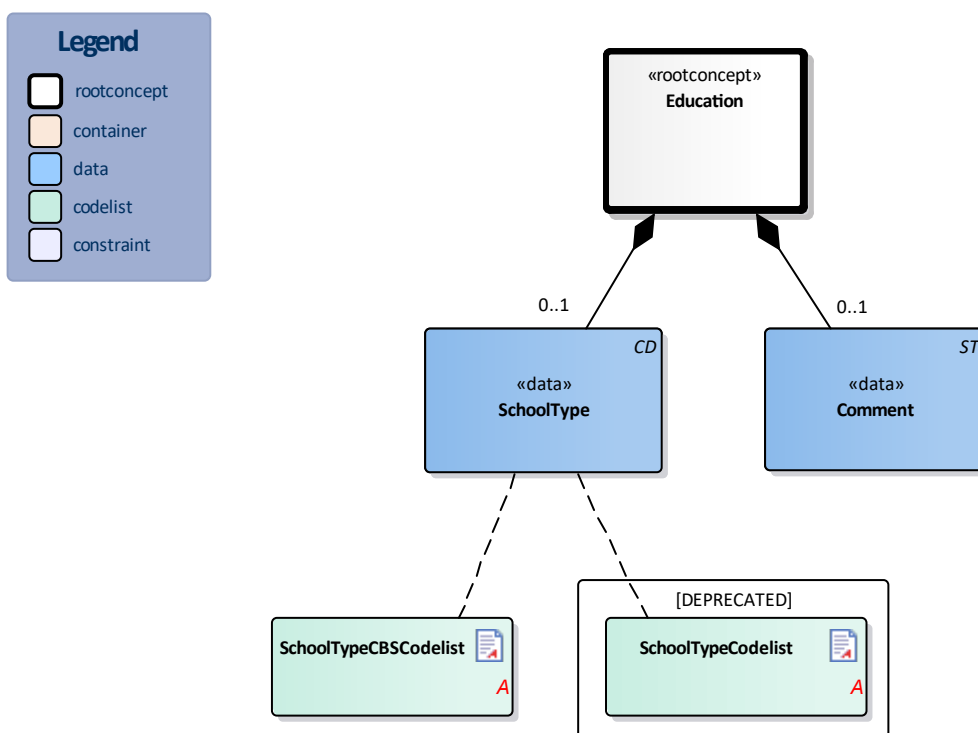 Legend
rootconcept
container
data
codelist
constraint
«rootconcept»
Education
0..1
0..1
CD
«data»
SchoolType
ST
«data»
Comment
[DEPRECATED]
SchoolTypeCBSCodelist
A
SchoolTypeCodelist
A